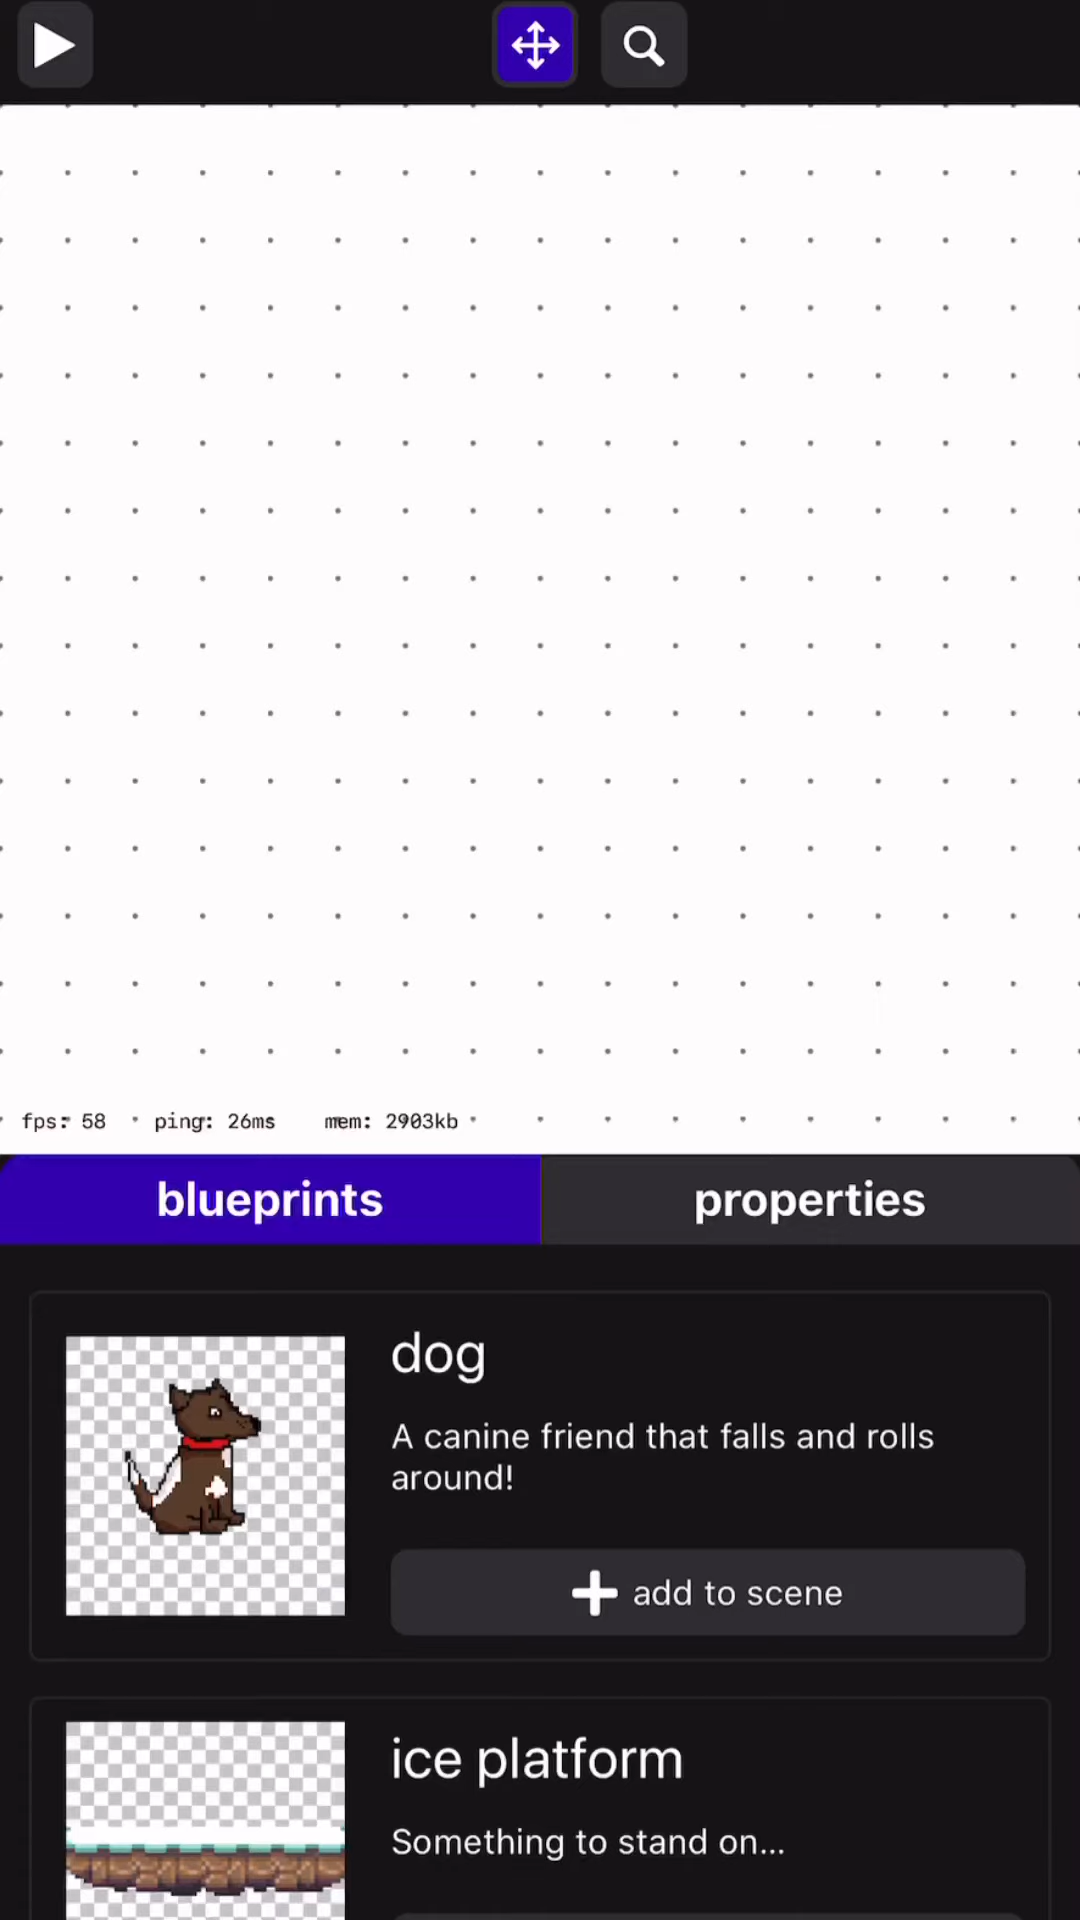 fps: 58 ping: 26ms mem: 2903kb
blueprints properties
dog
A canine friend that falls and rolls
around!
add to scene
ice platform
Something to stand on...